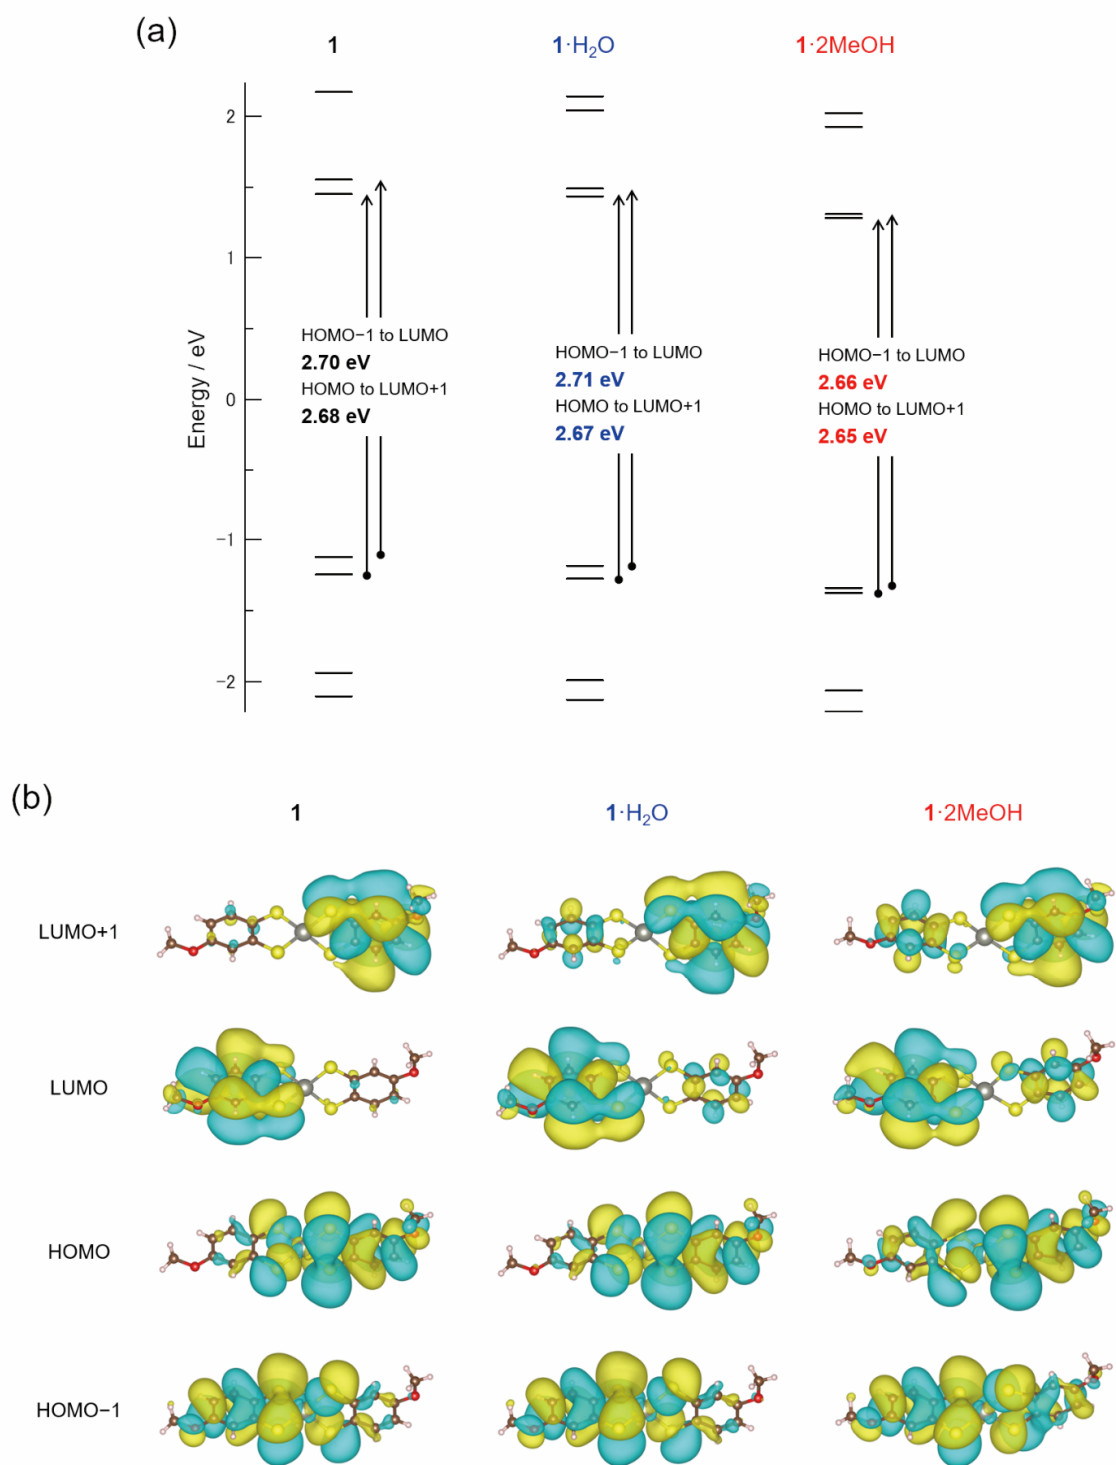 (a)
1 1·H₂O 1·2MeOH
Energy / eV
2
1
0
−1
−2
HOMO−1 to LUMO
2.70 eV
HOMO to LUMO+1
2.68 eV
HOMO−1 to LUMO
2.71 eV
HOMO to LUMO+1
2.67 eV
HOMO−1 to LUMO
2.66 eV
HOMO to LUMO+1
2.65 eV
(b)
1 1·H₂O 1·2MeOH
LUMO+1
LUMO
HOMO
HOMO−1